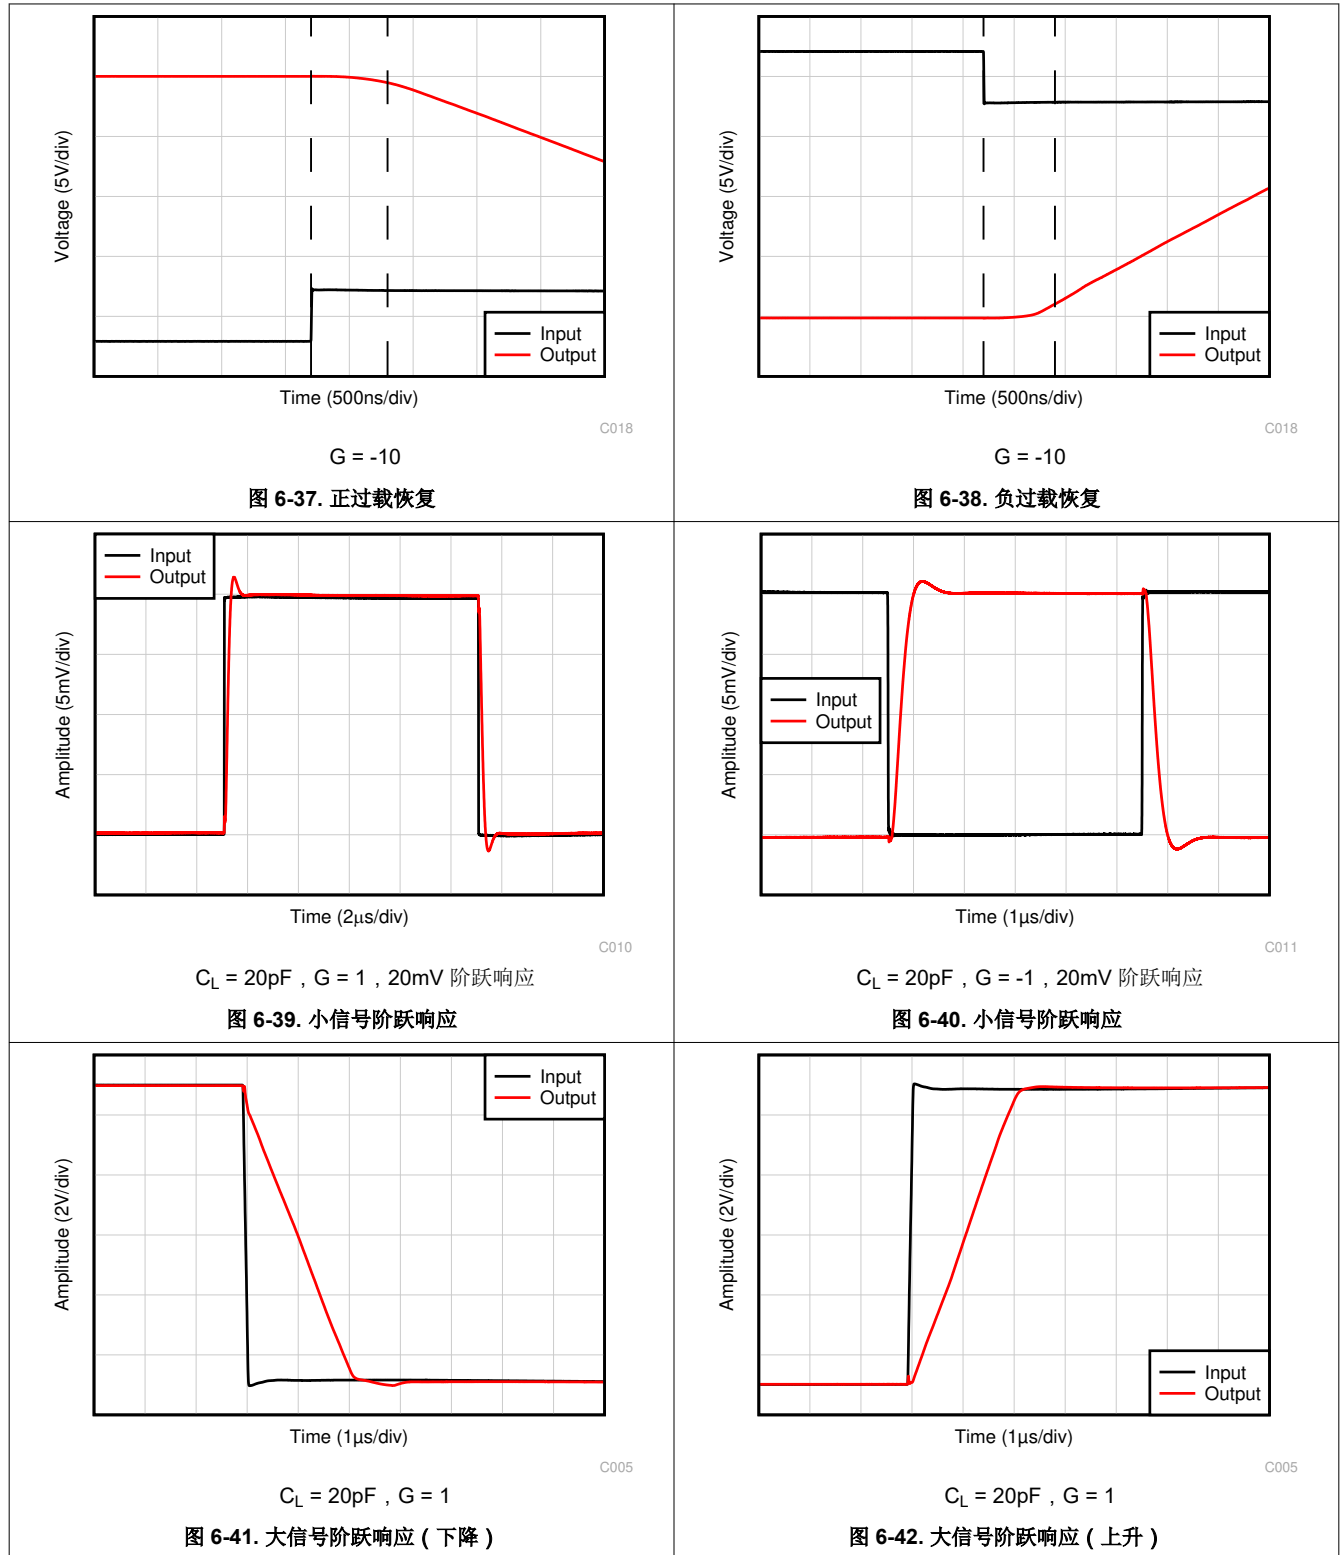 Voltage (5V/div)
Input
Output
Time (500ns/div)
C018
G = -10
图 6-37. 正过载恢复
Voltage (5V/div)
Input
Output
Time (500ns/div)
C018
G = -10
图 6-38. 负过载恢复
Input
Output
Amplitude (5mV/div)
Time (2μs/div)
C010
CL = 20pF，G = 1，20mV 阶跃响应
图 6-39. 小信号阶跃响应
Amplitude (5mV/div)
Input
Output
Time (1μs/div)
C011
CL = 20pF，G = -1，20mV 阶跃响应
图 6-40. 小信号阶跃响应
Input
Output
Amplitude (2V/div)
Time (1μs/div)
C005
CL = 20pF，G = 1
图 6-41. 大信号阶跃响应（下降）
Amplitude (2V/div)
Input
Output
Time (1μs/div)
C005
CL = 20pF，G = 1
图 6-42. 大信号阶跃响应（上升）